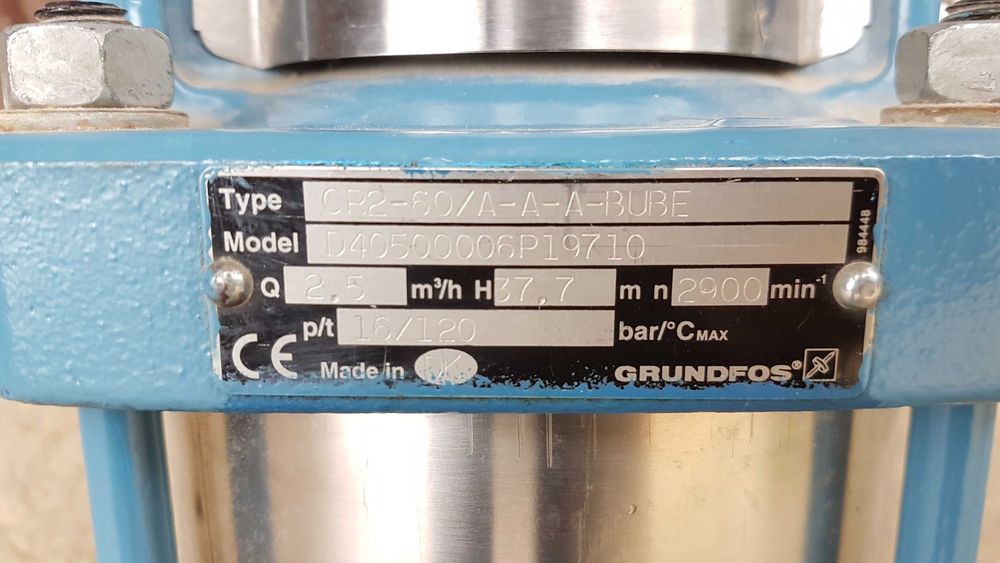 Type CR2-60/A-A-A-BUBE
Model D40500006P19710
Q 2,5 m³/h H 37,7 m n 2900 min⁻¹
p/t 16/120 bar/°C MAX
CE Made in DK GRUNDFOS®
984448